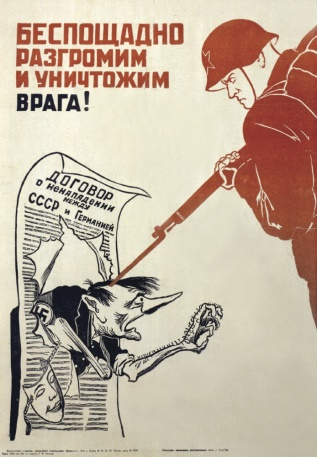 БЕСПОЩАДНО
РАЗГРОМИМ
И УНИЧТОЖИМ
ВРАГА!
ДОГОВОР
О НЕНАПАДЕНИИ
МЕЖДУ
СССР И ГЕРМАНИЕЙ